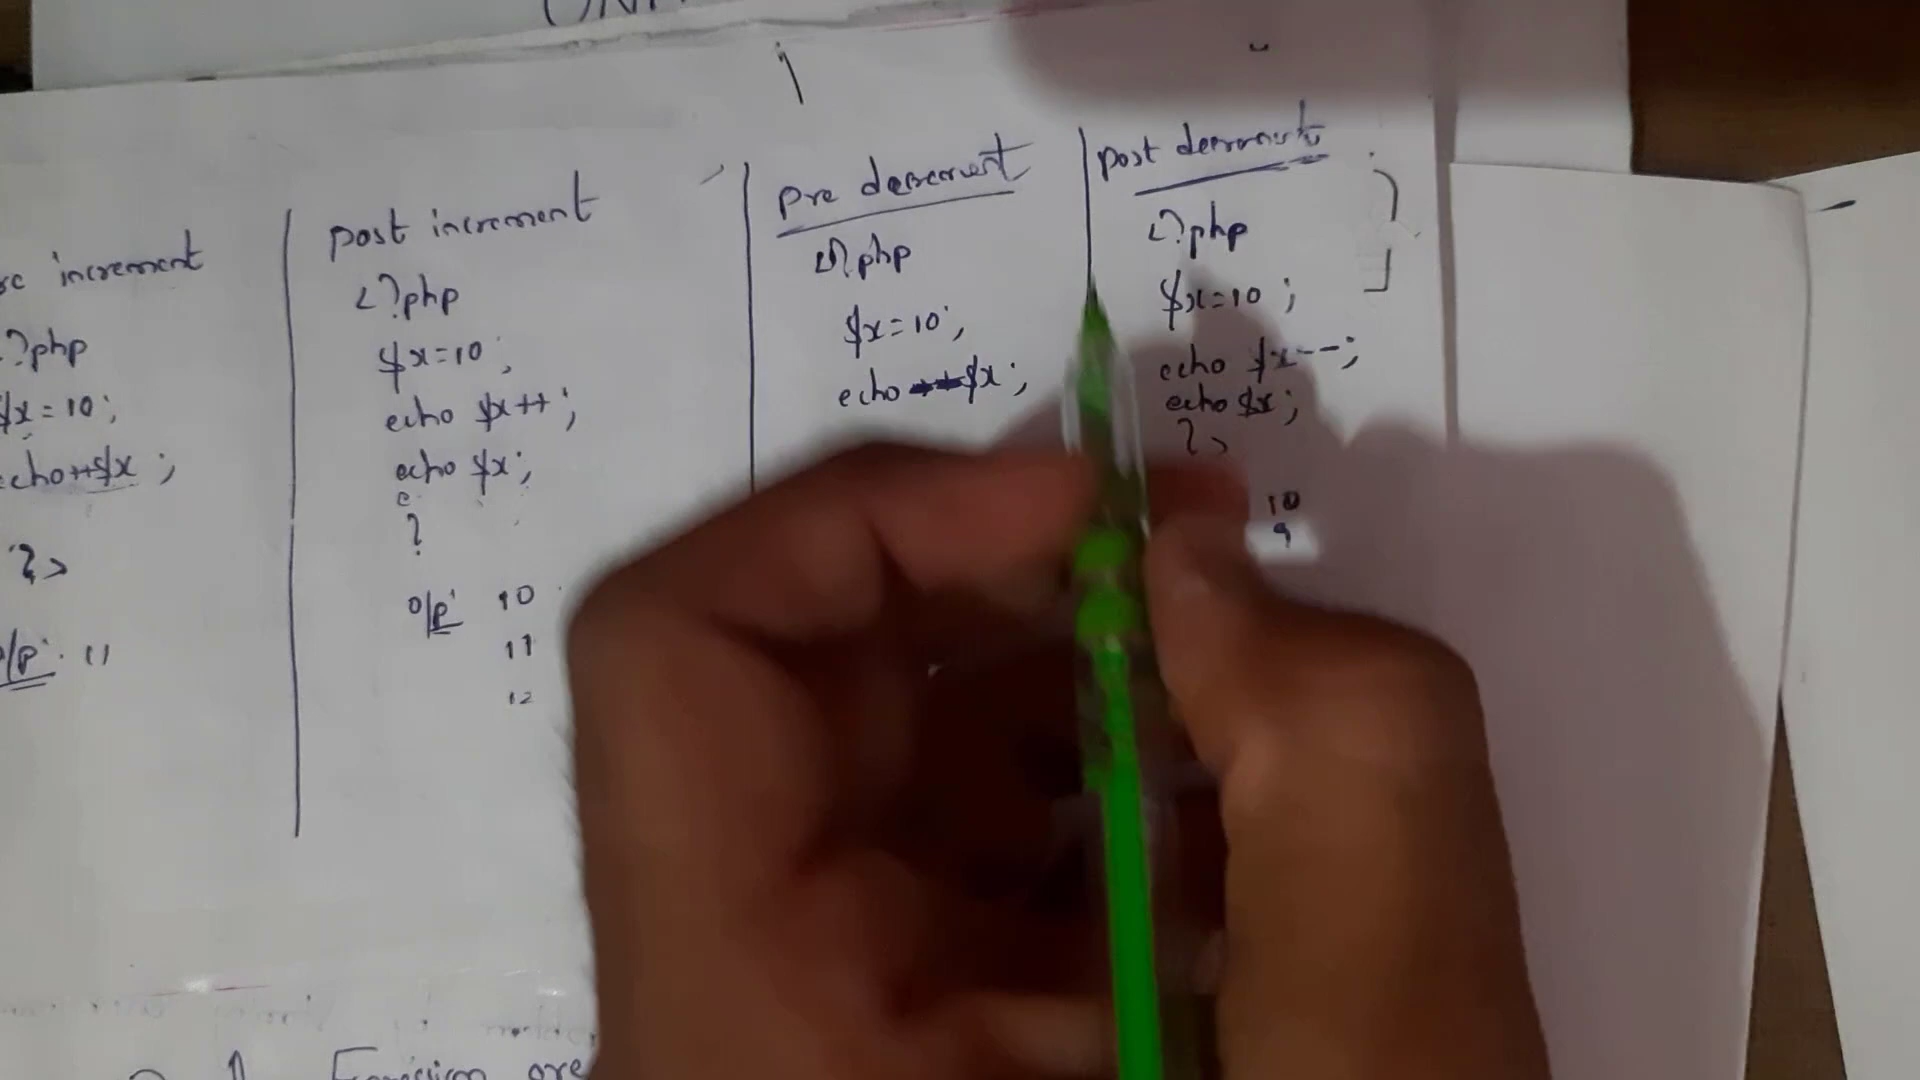 re increment
?php
$x = 10;
echo++$x ;
?>
o/p. 11
post increment
<?php
$x=10;
echo $x++;
echo $x;
e
?
o/p 10
11
12
pre decrement
<?php
$x=10;
echo --$x;
post decrement
<?php
$x=10;
echo $x--;
echo $x;
?>
10
9